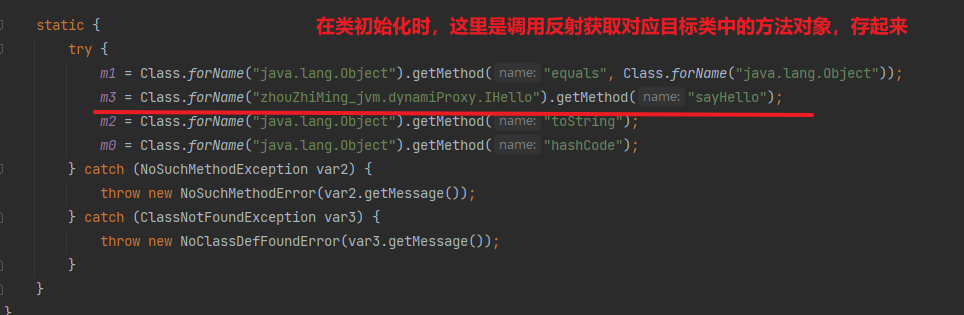 static {
在类初始化时，这里是调用反射获取对应目标类中的方法对象，存起来
try {
m1 = Class.forName("java.lang.Object").getMethod( name: "equals", Class.forName("java.lang.Object"));
m3 = Class.forName("zhouZhiMing_jvm.dynamiProxy.IHello").getMethod( name: "sayHello");
m2 = Class.forName("java.lang.Object").getMethod( name: "toString");
m0 = Class.forName("java.lang.Object").getMethod( name: "hashCode");
} catch (NoSuchMethodException var2) {
throw new NoSuchMethodError(var2.getMessage());
} catch (ClassNotFoundException var3) {
throw new NoClassDefFoundError(var3.getMessage());
}
}
}